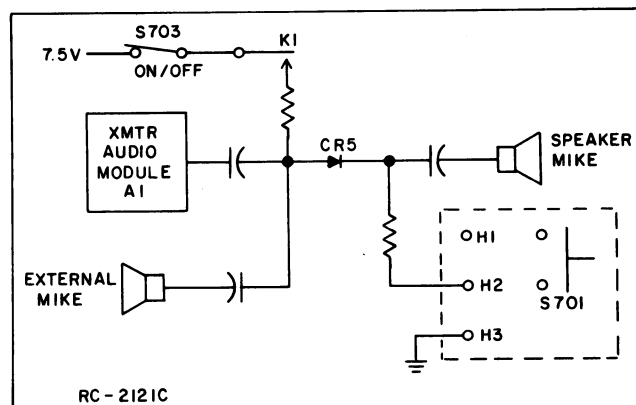 S703
K1
7.5V
ON/OFF
XMTR
AUDIO
MODULE
A1
CR5
SPEAKER
MIKE
H1
H2
S701
H3
EXTERNAL
MIKE
RC-2121C